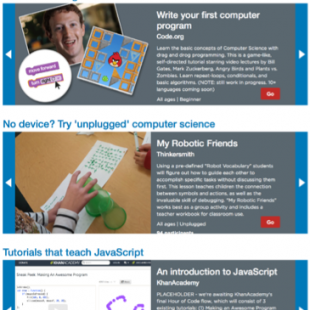 Write your first computer
program
Code.org
Learn the basic concepts of Computer Science with
drag and drop programming. This is a game-like,
self-directed tutorial starring video lectures by Bill
Gates, Mark Zuckerberg, Angry Birds and Plants vs.
Zombies. Learn repeat-loops, conditionals, and
basic algorithms. (NOTE: still work in progress. 10+
languages coming soon)
All ages | Beginner
Go
move forward
No device? Try 'unplugged' computer science
My Robotic Friends
Thinkersmith
Using a pre-defined "Robot Vocabulary" students
will figure out how to guide each other to
accomplish specific tasks without discussing them
first. This lesson teaches children the connection
between symbols and actions, as well as the
invaluable skill of debugging. "My Robotic Friends"
works best as a group activity and includes a
teacher workbook for classroom use.
All ages | Unplugged
Go
participants
Tutorials that teach JavaScript
An introduction to JavaScript
KhanAcademy
PLACEHOLDER - we're awaiting KhanAcademy's
final Hour of Code flow, which will consist of 3
existing tutorials: (1) Making an Awesome Program